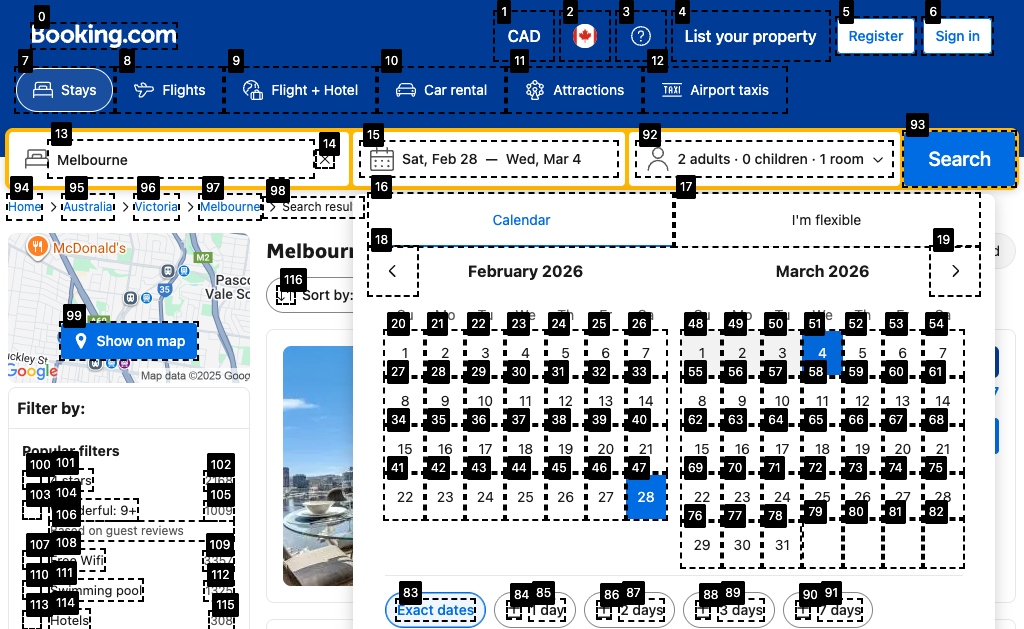 Booking.com
CAD
List your property
Register
Sign in
Stays
Flights
Flight + Hotel
Car rental
Attractions
Airport taxis
Melbourne
Sat, Feb 28 — Wed, Mar 4
2 adults · 0 children · 1 room
Search
Home > Australia > Victoria > Melbourne > Search resul
Calendar
I'm flexible
February 2026
March 2026
1 2 3 4 5 6 7
8 9 10 11 12 13 14
15 16 17 18 19 20 21
22 23 24 25 26 27 28
1 2 3 4 5 6 7
8 9 10 11 12 13 14
15 16 17 18 19 20 21
22 23 24 25 26 27 28
29 30 31
Exact dates
1 day
2 days
3 days
7 days
McDonald's
M2
35
Show on map
Google
Map data ©2025 Goog
Melbour
Sort by:
Filter by:
Popular filters
1009
Based on guest reviews
Free Wifi
Swimming pool
Hotels
308
0 1 2 3 4 5 6
7 8 9 10 11 12
13 14 15 92 93
94 95 96 97 98 16 17
18 19
116
99
20 21 22 23 24 25 26 48 49 50 51 52 53 54
27 28 29 30 31 32 33 55 56 57 58 59 60 61
34 35 36 37 38 39 40 62 63 64 65 66 67 68
41 42 43 44 45 46 47 69 70 71 72 73 74 75
76 77 78 79 80 81 82
83 84 85 86 87 88 89 90 91
100 101 102
103 104 105
106
107 108 109
110 111 112
113 114 115